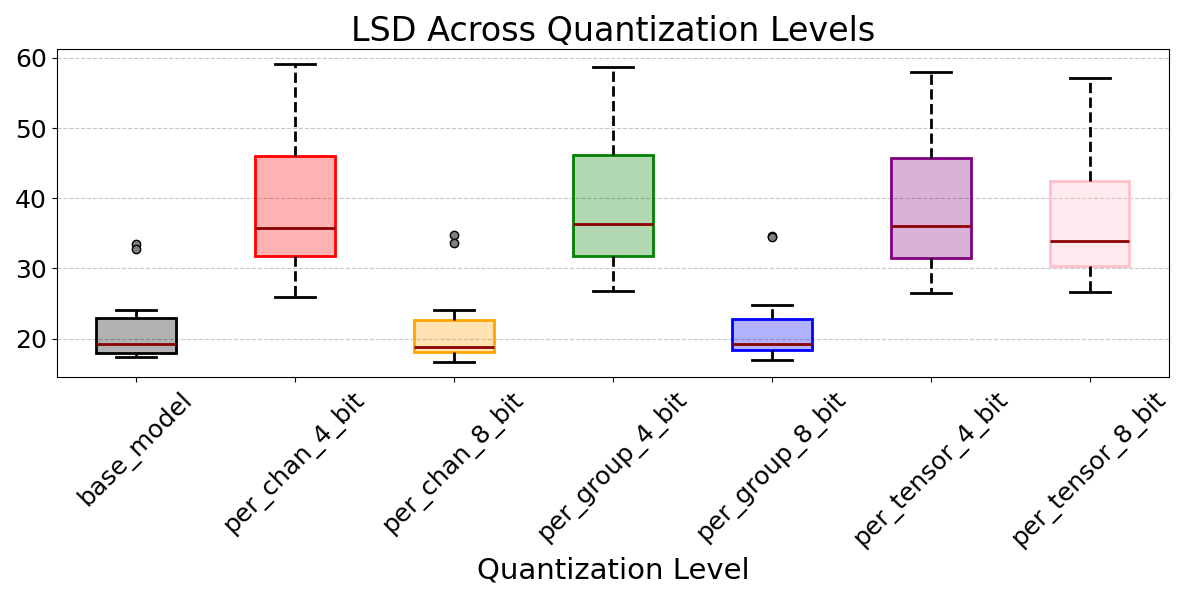 LSD Across Quantization Levels
60
50
40
30
20
base_model
per_chan_4_bit
per_chan_8_bit
per_group_4_bit
per_group_8_bit
per_tensor_4_bit
per_tensor_8_bit
Quantization Level